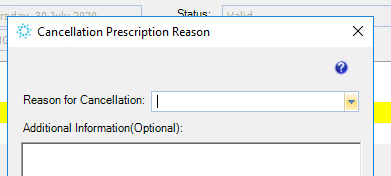 rsday, 30 July 2020 Status: Valid
Cancellation Prescription Reason
Reason for Cancellation:
Additional Information(Optional):